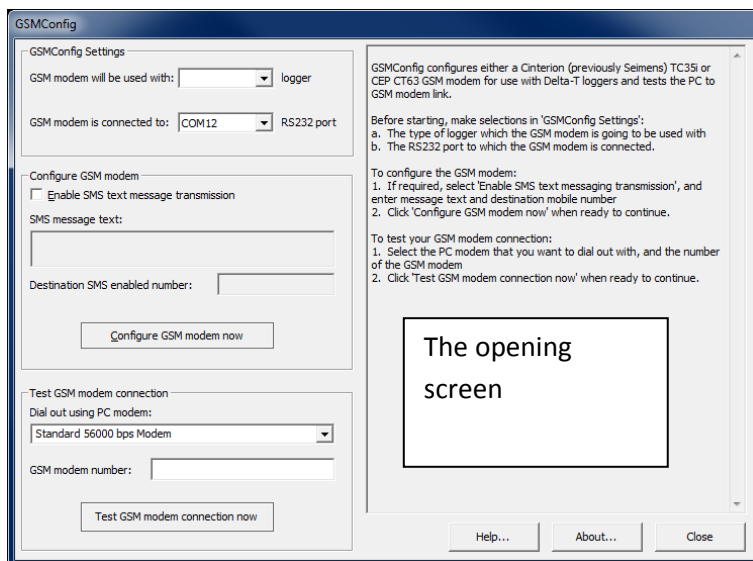 GSMConfig
GSMConfig Settings
GSM modem will be used with:
logger
GSM modem is connected to:
COM12
RS232 port
Configure GSM modem
Enable SMS text message transmission
SMS message text:
Destination SMS enabled number:
Configure GSM modem now
Test GSM modem connection
Dial out using PC modem:
Standard 56000 bps Modem
GSM modem number:
Test GSM modem connection now
GSMConfig configures either a Cinterion (previously Seimens) TC35i or
CEP CT63 GSM modem for use with Delta-T loggers and tests the PC to
GSM modem link.
Before starting, make selections in 'GSMConfig Settings':
a. The type of logger which the GSM modem is going to be used with
b. The RS232 port to which the GSM modem is connected.
To configure the GSM modem:
1. If required, select 'Enable SMS text messaging transmission', and
enter message text and destination mobile number
2. Click 'Configure GSM modem now' when ready to continue.
To test your GSM modem connection:
1. Select the PC modem that you want to dial out with, and the number
of the GSM modem
2. Click 'Test GSM modem connection now' when ready to continue.
The opening
screen
Help...
About...
Close